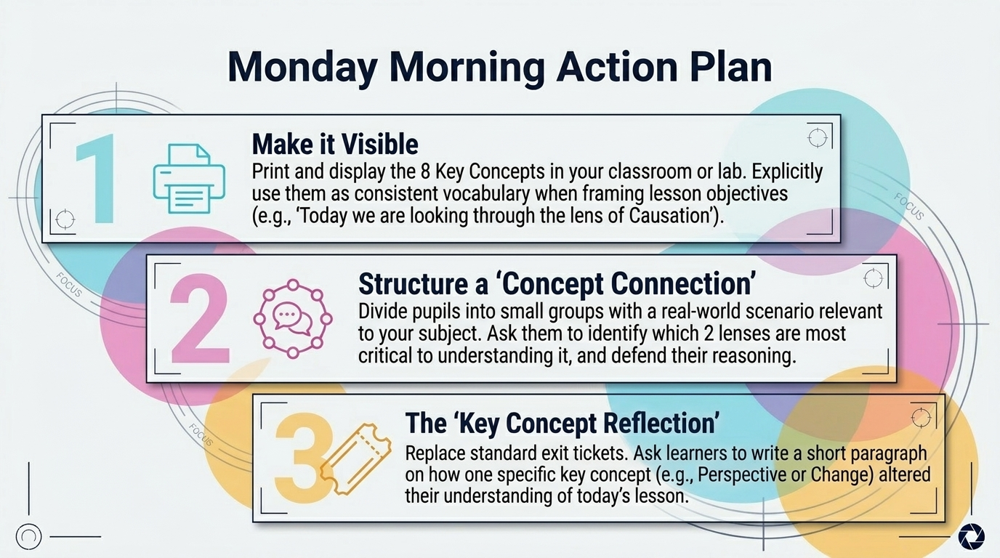 Monday Morning Action Plan
1
Make it Visible
Print and display the 8 Key Concepts in your classroom or lab. Explicitly
use them as consistent vocabulary when framing lesson objectives
(e.g., ‘Today we are looking through the lens of Causation’).
FOCUS
FOCUS
2
Structure a ‘Concept Connection’
Divide pupils into small groups with a real-world scenario relevant
to your subject. Ask them to identify which 2 lenses are most
critical to understanding it, and defend their reasoning.
3
The ‘Key Concept Reflection’
Replace standard exit tickets. Ask learners to write a short paragraph
on how one specific key concept (e.g., Perspective or Change) altered
their understanding of today’s lesson.
FOCUS